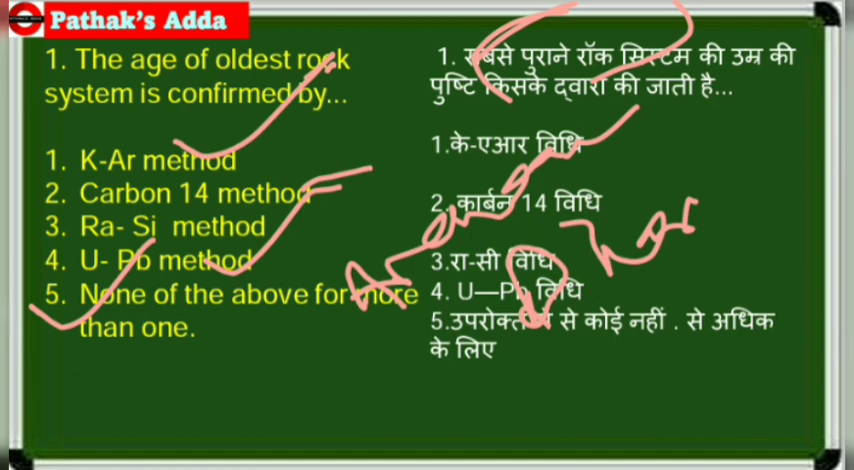 Pathak's Adda
1. The age of oldest rock
system is confirmed by...
1. K-Ar method
2. Carbon 14 method
3. Ra- Si method
4. U- Pb method
5. None of the above for more
than one.
1. सबसे पुराने रॉक सिस्टम की उम्र की
पुष्टि किसके द्वारा की जाती है...
1.के-एआर विधि
2. कार्बन 14 विधि
3.रा-सी विधि
4. U—Pb विधि
5.उपरोक्त में से कोई नहीं . से अधिक
के लिए